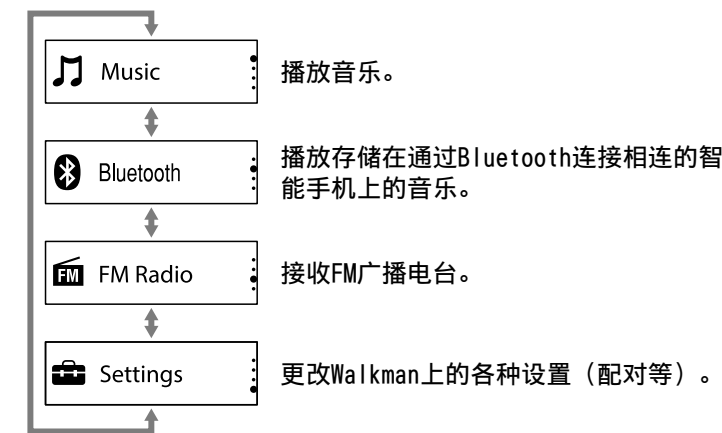 Music
播放音乐。
Bluetooth
播放存储在通过Bluetooth连接相连的智
能手机上的音乐。
FM
FM Radio
接收FM广播电台。
Settings
更改Walkman上的各种设置（配对等）。